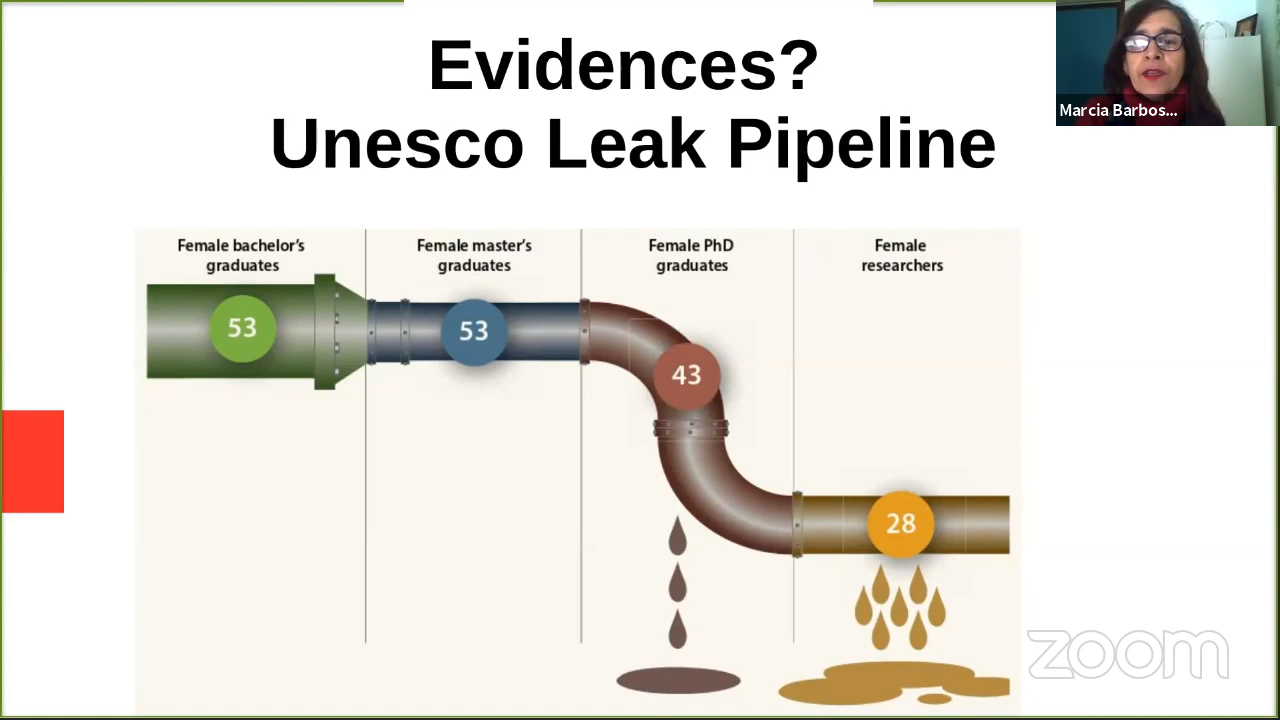 Evidences?
Unesco Leak Pipeline
Marcia Barbos...
Female bachelor's
graduates
Female master's
graduates
Female PhD
graduates
Female
researchers
53
53
43
28
zoom